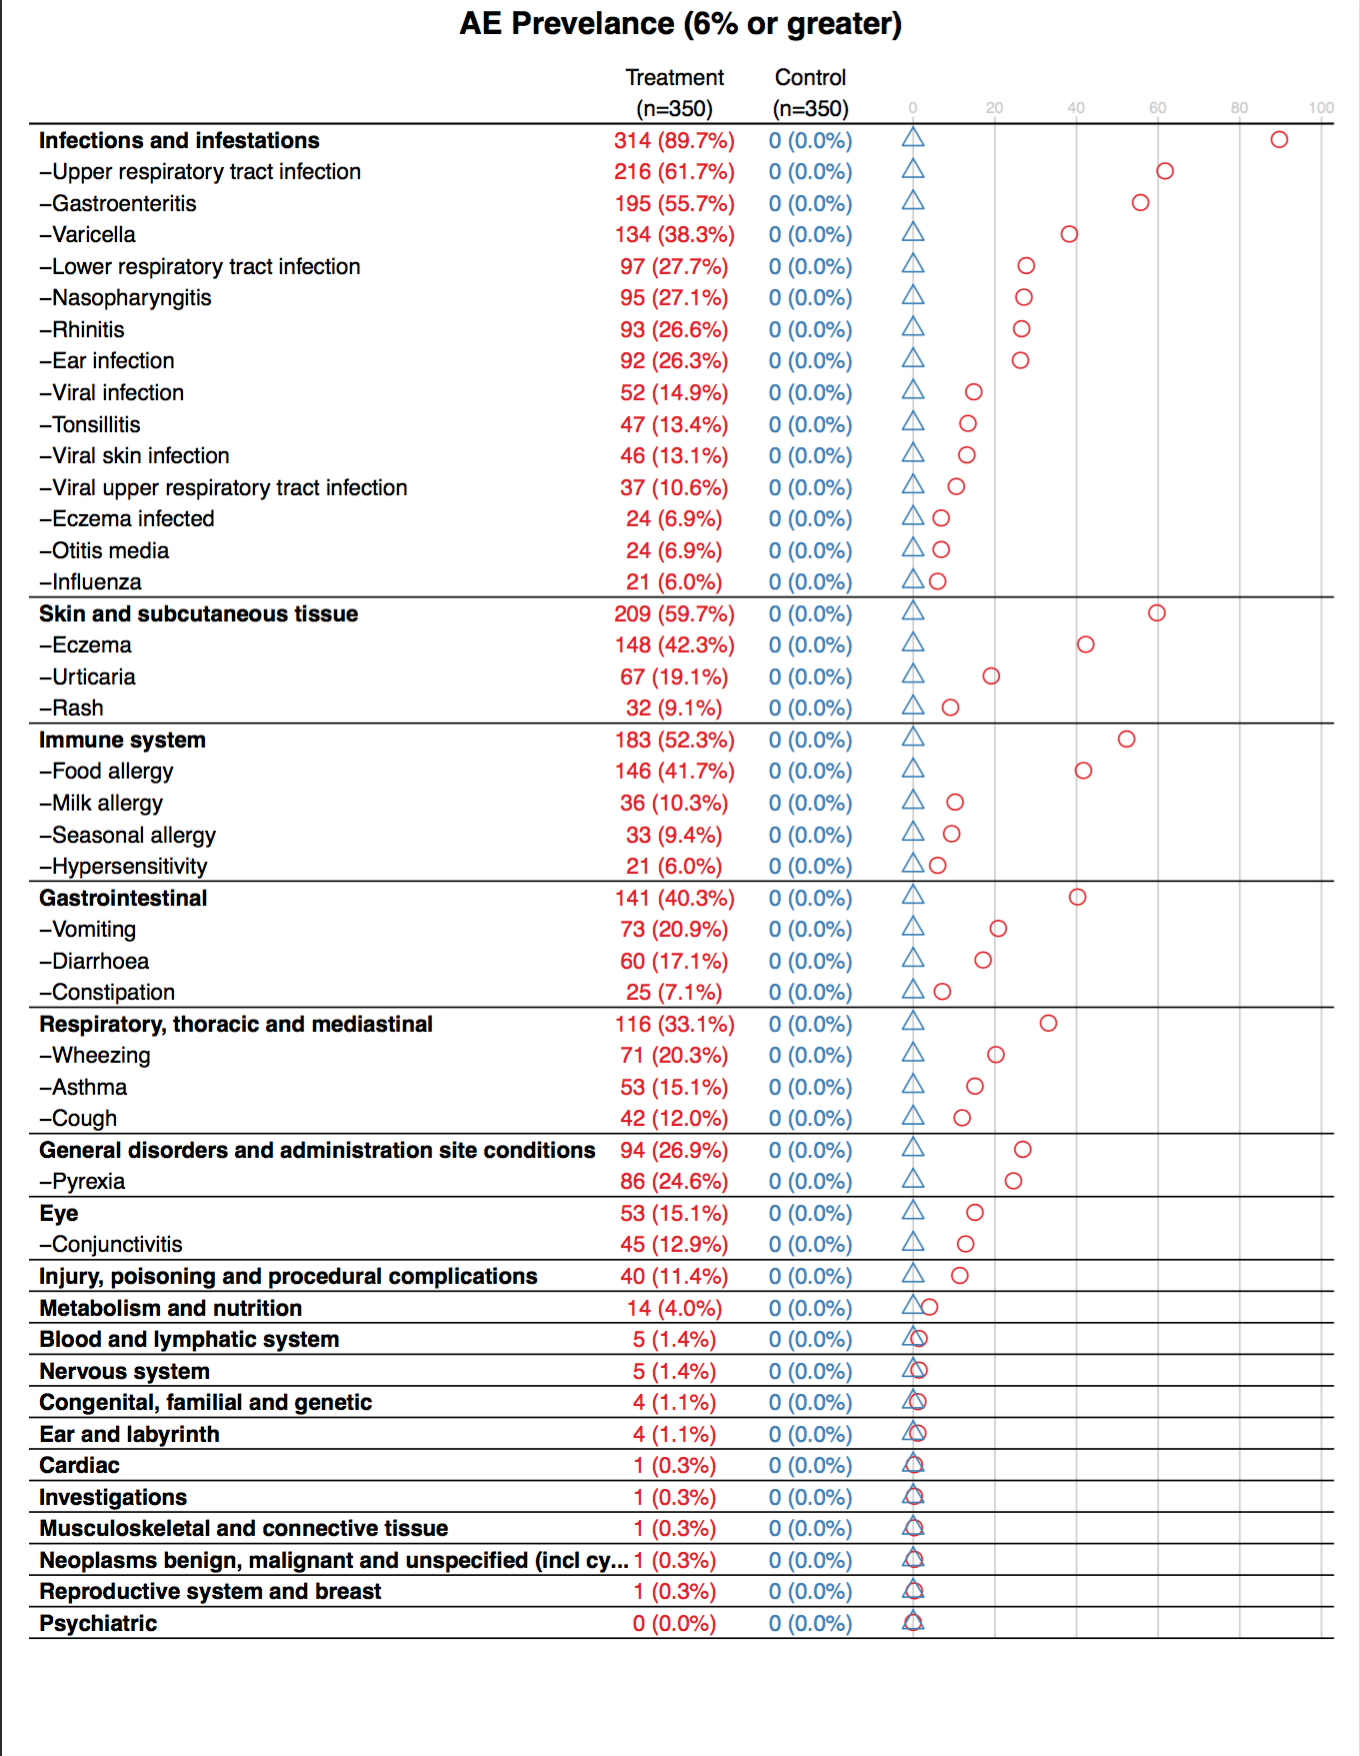 AE Prevelance (6% or greater)
Treatment Control
(n=350) (n=350) 0 20 40 60 80 100
Infections and infestations 314 (89.7%) 0 (0.0%)
−Upper respiratory tract infection 216 (61.7%) 0 (0.0%)
−Gastroenteritis 195 (55.7%) 0 (0.0%)
−Varicella 134 (38.3%) 0 (0.0%)
−Lower respiratory tract infection 97 (27.7%) 0 (0.0%)
−Nasopharyngitis 95 (27.1%) 0 (0.0%)
−Rhinitis 93 (26.6%) 0 (0.0%)
−Ear infection 92 (26.3%) 0 (0.0%)
−Viral infection 52 (14.9%) 0 (0.0%)
−Tonsillitis 47 (13.4%) 0 (0.0%)
−Viral skin infection 46 (13.1%) 0 (0.0%)
−Viral upper respiratory tract infection 37 (10.6%) 0 (0.0%)
−Eczema infected 24 (6.9%) 0 (0.0%)
−Otitis media 24 (6.9%) 0 (0.0%)
−Influenza 21 (6.0%) 0 (0.0%)
Skin and subcutaneous tissue 209 (59.7%) 0 (0.0%)
−Eczema 148 (42.3%) 0 (0.0%)
−Urticaria 67 (19.1%) 0 (0.0%)
−Rash 32 (9.1%) 0 (0.0%)
Immune system 183 (52.3%) 0 (0.0%)
−Food allergy 146 (41.7%) 0 (0.0%)
−Milk allergy 36 (10.3%) 0 (0.0%)
−Seasonal allergy 33 (9.4%) 0 (0.0%)
−Hypersensitivity 21 (6.0%) 0 (0.0%)
Gastrointestinal 141 (40.3%) 0 (0.0%)
−Vomiting 73 (20.9%) 0 (0.0%)
−Diarrhoea 60 (17.1%) 0 (0.0%)
−Constipation 25 (7.1%) 0 (0.0%)
Respiratory, thoracic and mediastinal 116 (33.1%) 0 (0.0%)
−Wheezing 71 (20.3%) 0 (0.0%)
−Asthma 53 (15.1%) 0 (0.0%)
−Cough 42 (12.0%) 0 (0.0%)
General disorders and administration site conditions 94 (26.9%) 0 (0.0%)
−Pyrexia 86 (24.6%) 0 (0.0%)
Eye 53 (15.1%) 0 (0.0%)
−Conjunctivitis 45 (12.9%) 0 (0.0%)
Injury, poisoning and procedural complications 40 (11.4%) 0 (0.0%)
Metabolism and nutrition 14 (4.0%) 0 (0.0%)
Blood and lymphatic system 5 (1.4%) 0 (0.0%)
Nervous system 5 (1.4%) 0 (0.0%)
Congenital, familial and genetic 4 (1.1%) 0 (0.0%)
Ear and labyrinth 4 (1.1%) 0 (0.0%)
Cardiac 1 (0.3%) 0 (0.0%)
Investigations 1 (0.3%) 0 (0.0%)
Musculoskeletal and connective tissue 1 (0.3%) 0 (0.0%)
Neoplasms benign, malignant and unspecified (incl cy... 1 (0.3%) 0 (0.0%)
Reproductive system and breast 1 (0.3%) 0 (0.0%)
Psychiatric 0 (0.0%) 0 (0.0%)